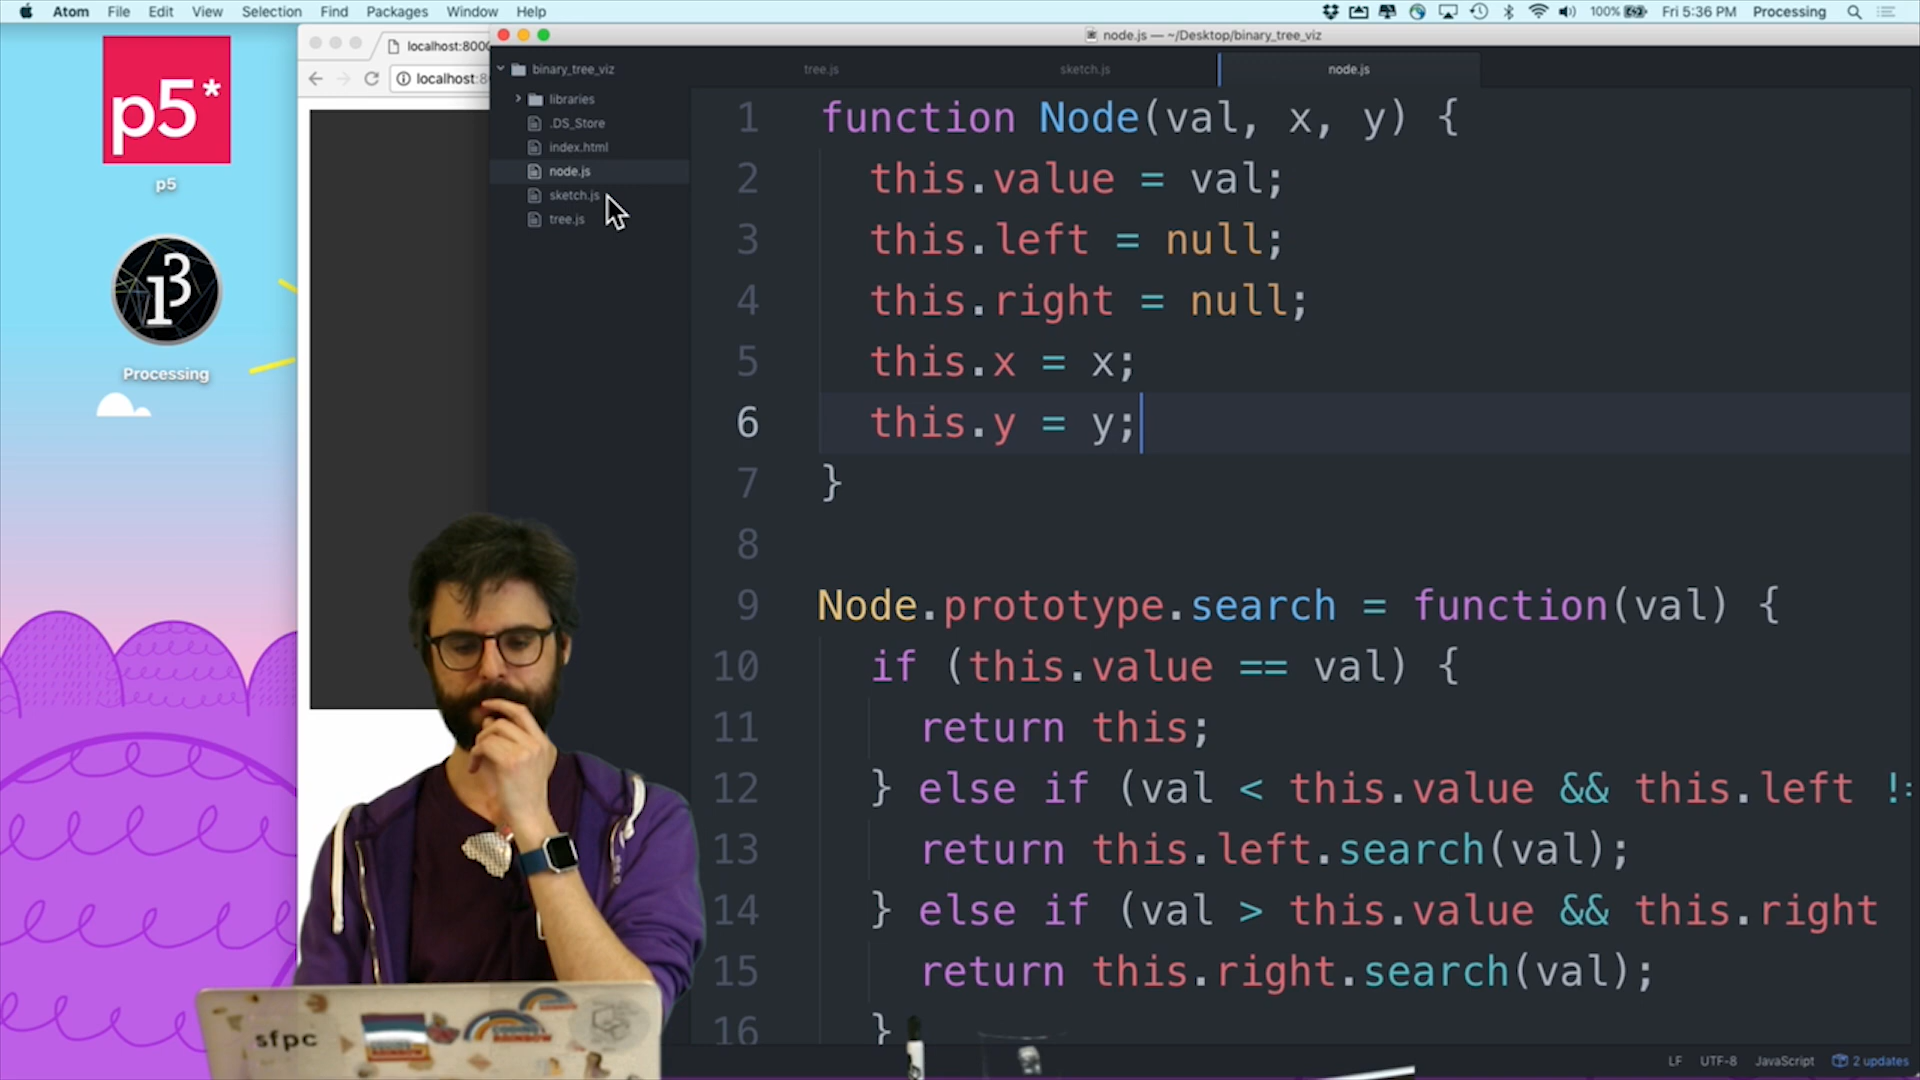 Atom File Edit View Selection Find Packages Window Help
100% Fri 5:36 PM Processing
p5*
p5
Processing
localhost:8000
localhost:8
node.js — ~/Desktop/binary_tree_viz
binary_tree_viz
libraries
.DS_Store
index.html
node.js
sketch.js
tree.js
tree.js sketch.js node.js
1 function Node(val, x, y) {
2 this.value = val;
3 this.left = null;
4 this.right = null;
5 this.x = x;
6 this.y = y;
7 }
8
9 Node.prototype.search = function(val) {
10 if (this.value == val) {
11 return this;
12 } else if (val < this.value && this.left !=
13 return this.left.search(val);
14 } else if (val > this.value && this.right
15 return this.right.search(val);
16 }
sfpc
CODING
RAINBOW
LF UTF-8 JavaScript 2 updates